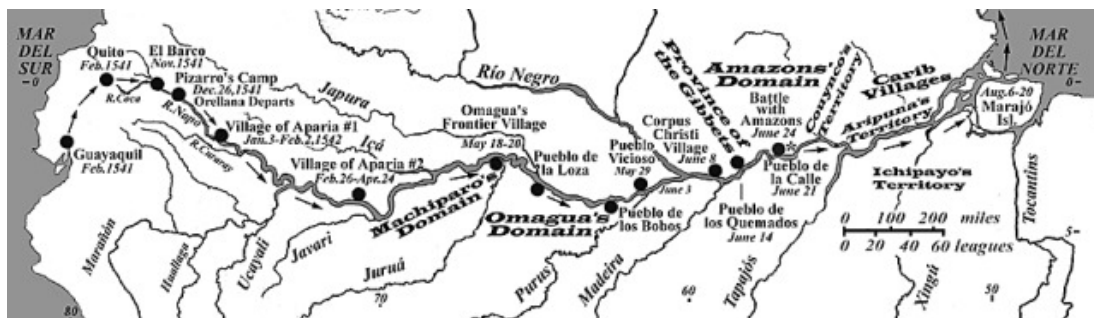 MAR
DEL
SUR
0
Quito
Feb.1541
El Barco
Nov.1541
Pizarro's Camp
Dec.26,1541
Orellana Departs
R.Coca
R.Napo
Guayaquil
Feb.1541
Village of Aparia #1
Jan.3-Feb.2,1542
R.Curaray
Japura
Içá
Village of Aparia #2
Feb.26-Apr.24
Omagua's
Frontier Village
May 18-20
Machiparo's
Domain
Pueblo de
la Loza
Omagua's
Domain
Pueblo de
los Bobos
Río Negro
Pueblo
Vicioso
May 29
June 3
Corpus
Christi
Village
June 8
Province of
the Gibbets
Pueblo de
los Quemados
June 14
Amazons'
Domain
Battle
with
Amazons
June 24
*
Pueblo de
la Calle
June 21
Couynco's
Territory
Carib
Villages
Aripuna's
Territory
Ichipayo's
Territory
MAR
DEL
NORTE
0
Aug.6-20
Marajó
Isl.
Marañón
Huallaga
Ucayali
Javari
Juruá
Purus
Madeira
Tapajós
Xingú
Tocantins
0 100 200 miles
0 20 40 60 leagues
5
80
70
60
50